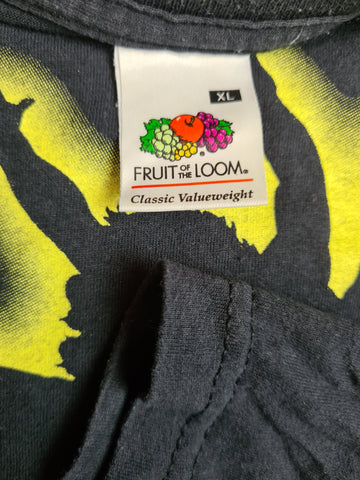 XL
FRUIT OF THE LOOM®
Classic Valueweight